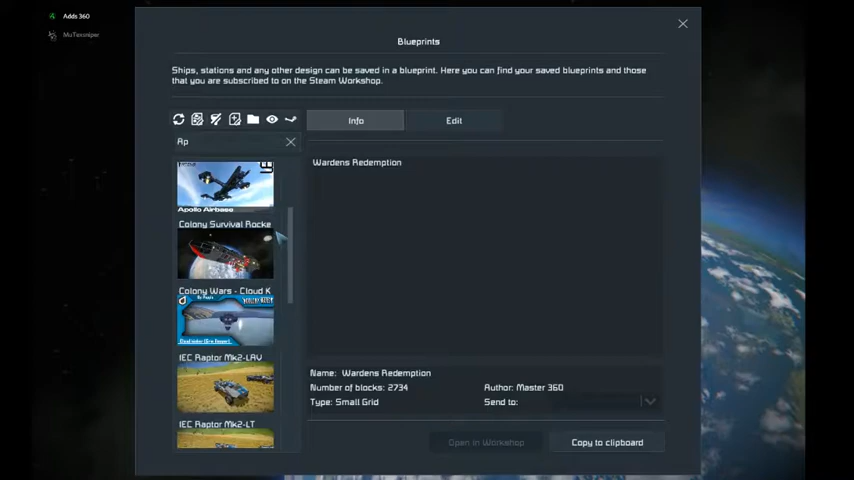 Adds 360
MuTexsniper
Blueprints
Ships, stations and any other design can be saved in a blueprint. Here you can find your saved blueprints and those
that you are subscribed to on the Steam Workshop.
Info
Edit
Rp
Wardens Redemption
Apollo Airbase
Colony Survival Rocke
Colony Wars - Cloud K
IEC Raptor Mk2-LAV
IEC Raptor Mk2-LT
Name: Wardens Redemption
Number of blocks: 2734
Author: Master 360
Type: Small Grid
Send to:
Open in Workshop
Copy to clipboard